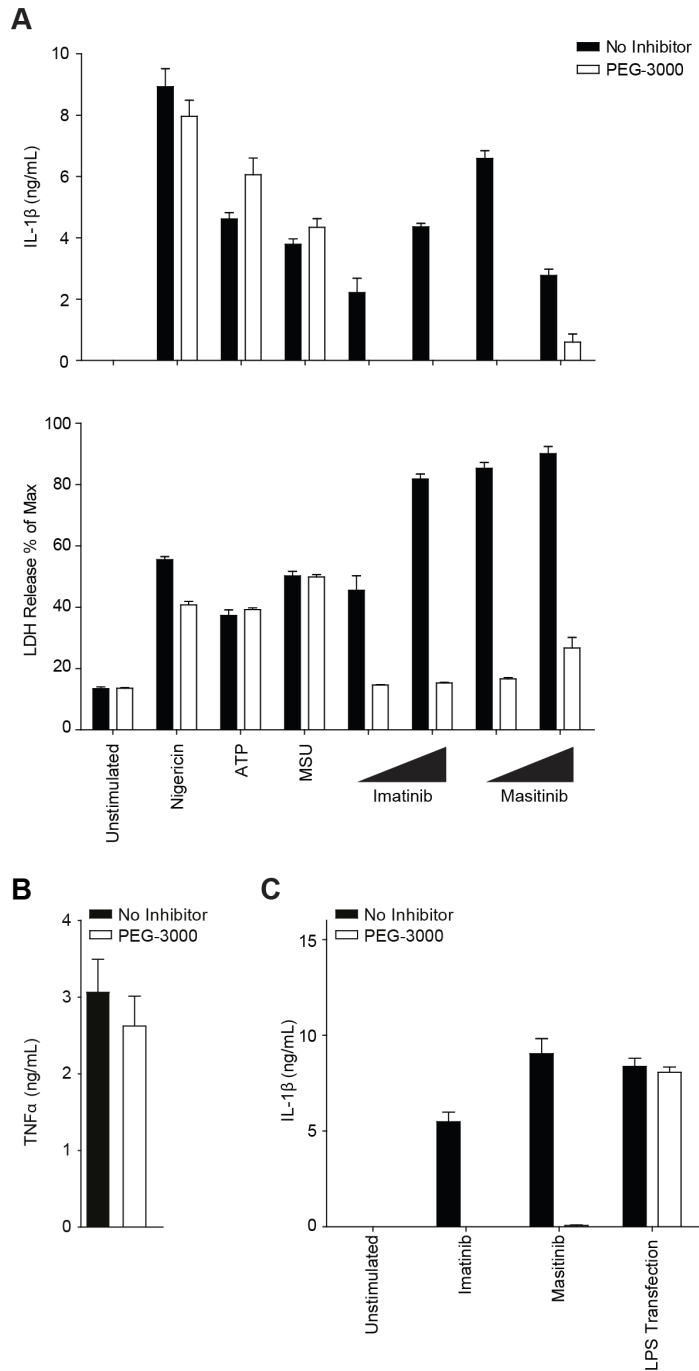 A
No Inhibitor
PEG-3000
IL-1β (ng/mL)
10
8
6
4
2
0
LDH Release % of Max
100
80
60
40
20
0
Unstimulated
Nigericin
ATP
MSU
Imatinib
Masitinib
B
No Inhibitor
PEG-3000
TNFα (ng/mL)
4
3
2
1
0
C
No Inhibitor
PEG-3000
IL-1β (ng/mL)
15
10
5
0
Unstimulated
Imatinib
Masitinib
LPS Transfection